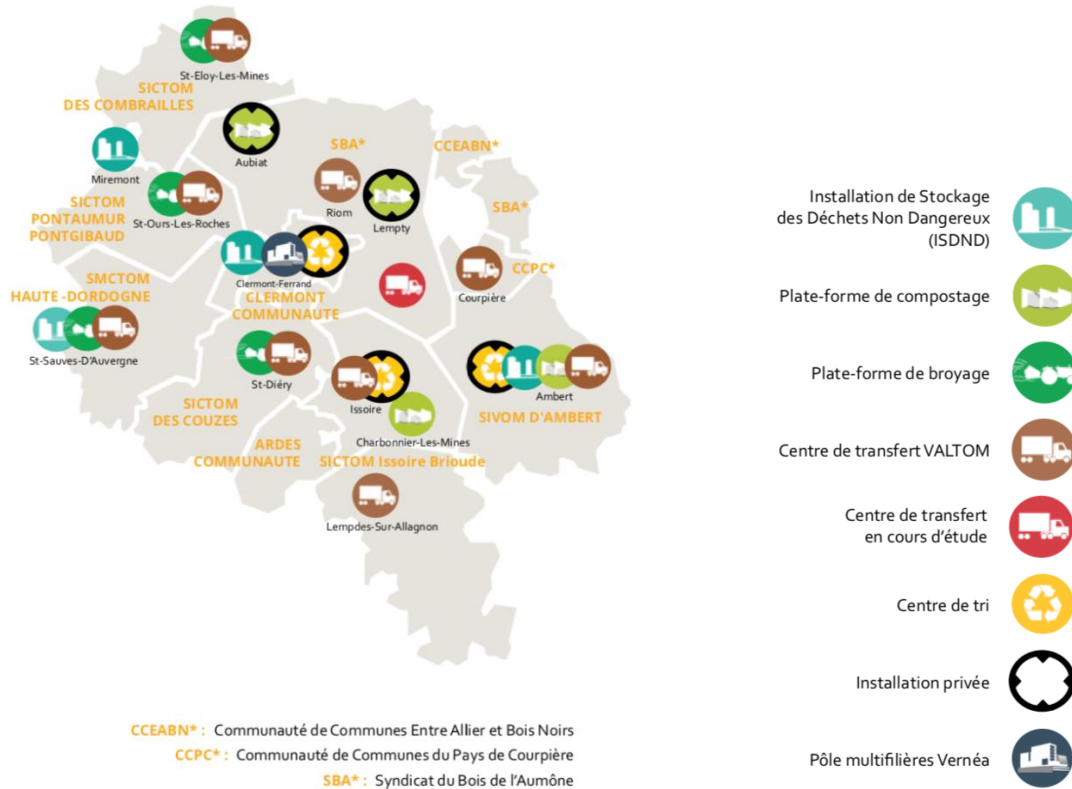 St-Eloy-Les-Mines
SICTOM
DES COMBRAILLES
Aubiat
SBA*
CCEABN*
Miremont
Riom
Lempty
SICTOM
PONTAUMUR
PONTGIBAUD
St-Ours-Les-Roches
SBA*
SMCTOM
HAUTE -DORDOGNE
Clermont-Ferrand
CLERMONT
COMMUNAUTE
CCPC*
Courpière
St-Sauves-D'Auvergne
St-Diéry
Issoire
Ambert
SICTOM
DES COUZES
Charbonnier-Les-Mines
SIVOM D'AMBERT
ARDES
COMMUNAUTE
SICTOM Issoire Brioude
Lempdes-Sur-Allagnon
CCEABN* : Communauté de Communes Entre Allier et Bois Noirs
CCPC* : Communauté de Communes du Pays de Courpière
SBA* : Syndicat du Bois de l'Aumône
Installation de Stockage
des Déchets Non Dangereux
(ISDND)
Plate-forme de compostage
Plate-forme de broyage
Centre de transfert VALTOM
Centre de transfert
en cours d'étude
Centre de tri
Installation privée
Pôle multifilières Vernéa